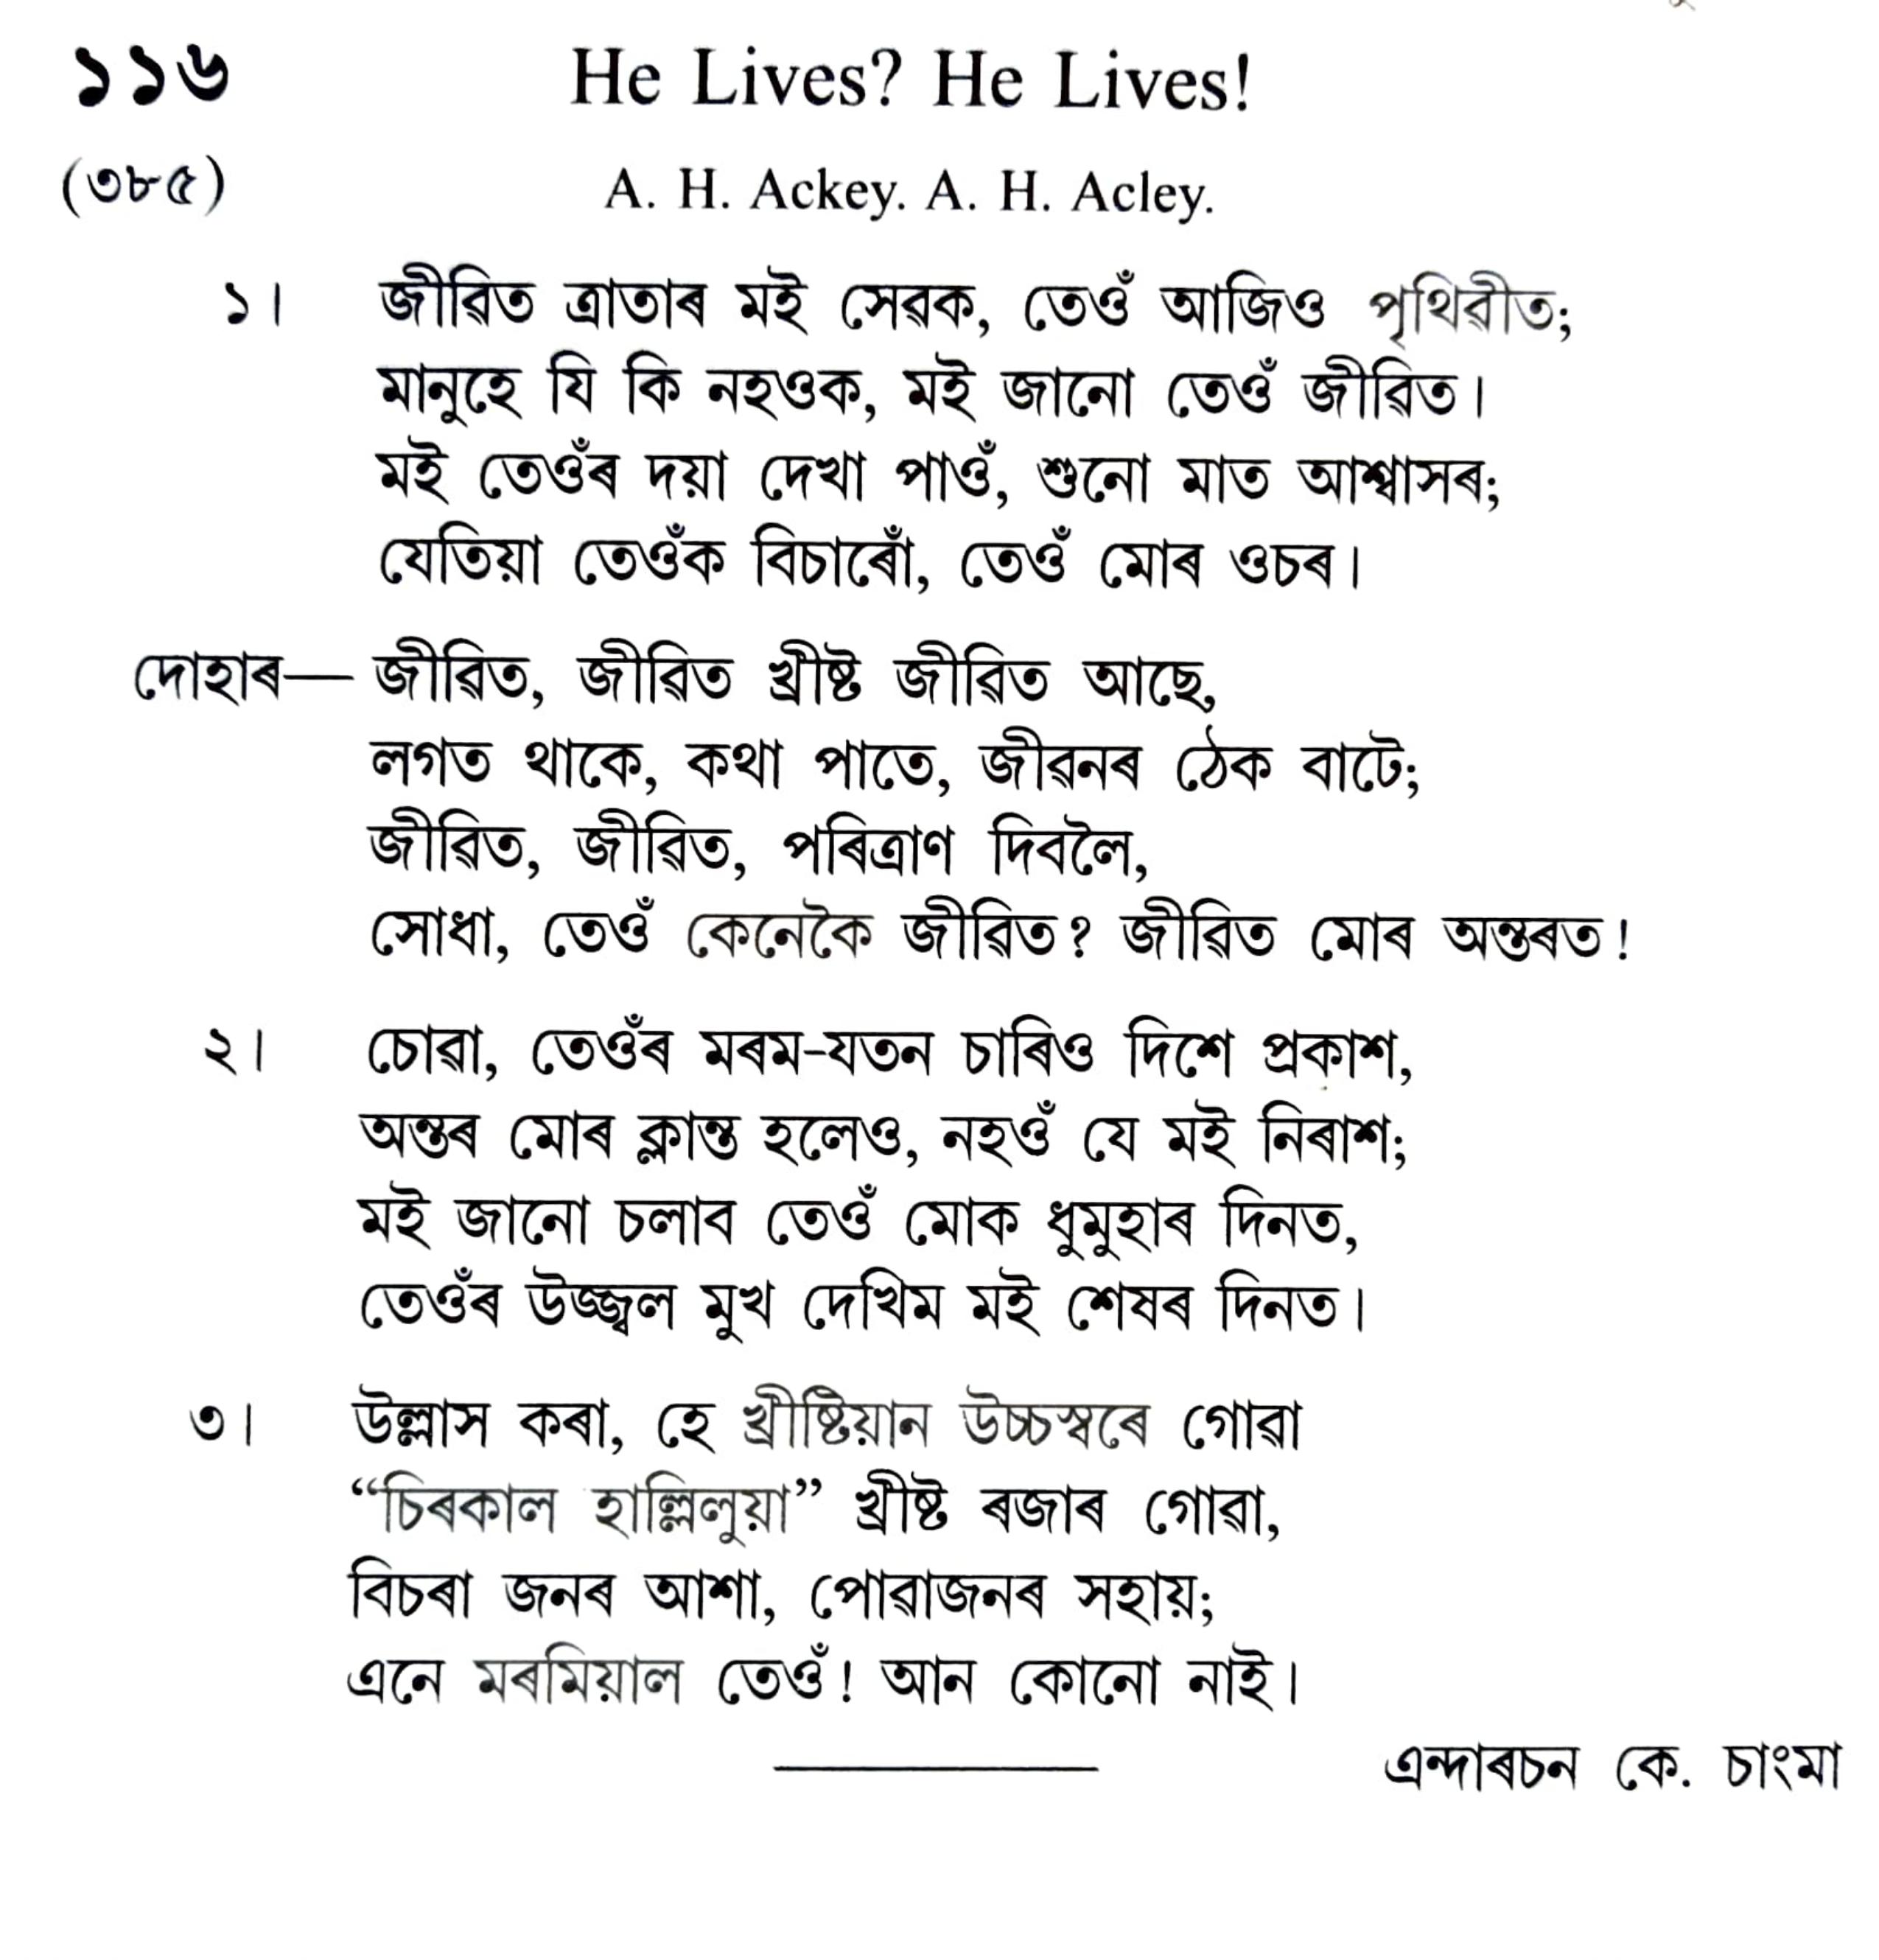 ১১৬ He Lives? He Lives!
(৩৮৫) A. H. Ackey. A. H. Acley.
১। জীৱিত ত্ৰাতাৰ মই সেৱক, তেওঁ আজিও পৃথিৱীত;
মানুহে যি কি নহওক, মই জানো তেওঁ জীৱিত।
মই তেওঁৰ দয়া দেখা পাওঁ, শুনো মাত আশ্বাসৰ;
যেতিয়া তেওঁক বিচাৰোঁ, তেওঁ মোৰ ওচৰ।
দোহাৰ— জীৱিত, জীৱিত খ্ৰীষ্ট জীৱিত আছে,
লগত থাকে, কথা পাতে, জীৱনৰ ঠেক বাটে;
জীৱিত, জীৱিত, পৰিত্ৰাণ দিবলৈ,
সোধা, তেওঁ কেনেকৈ জীৱিত? জীৱিত মোৰ অন্তৰত!
২। চোৱা, তেওঁৰ মৰম-যতন চাৰিও দিশে প্ৰকাশ,
অন্তৰ মোৰ ক্লান্ত হলেও, নহওঁ যে মই নিৰাশ;
মই জানো চলাব তেওঁ মোক ধুমুহাৰ দিনত,
তেওঁৰ উজ্জ্বল মুখ দেখিম মই শেষৰ দিনত।
৩। উল্লাস কৰা, হে খ্ৰীষ্টিয়ান উচ্চস্বৰে গোৱা
“চিৰকাল হাল্লিলুয়া” খ্ৰীষ্ট ৰজাৰ গোৱা,
বিচৰা জনৰ আশা, পোৱাজনৰ সহায়;
এনে মৰমিয়াল তেওঁ! আন কোনো নাই।
এন্দাৰচন কে. চাংমা